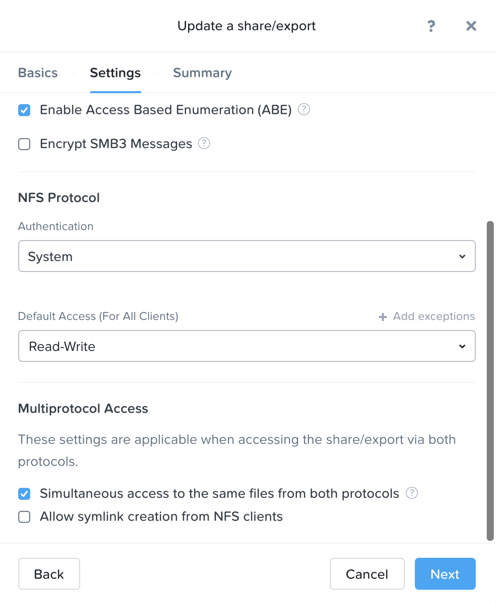 Update a share/export ? ×
Basics Settings Summary
Enable Access Based Enumeration (ABE) ?
Encrypt SMB3 Messages ?
NFS Protocol
Authentication
System
Default Access (For All Clients) + Add exceptions
Read-Write
Multiprotocol Access
These settings are applicable when accessing the share/export via both
protocols.
Simultaneous access to the same files from both protocols ?
Allow symlink creation from NFS clients
Back Cancel Next